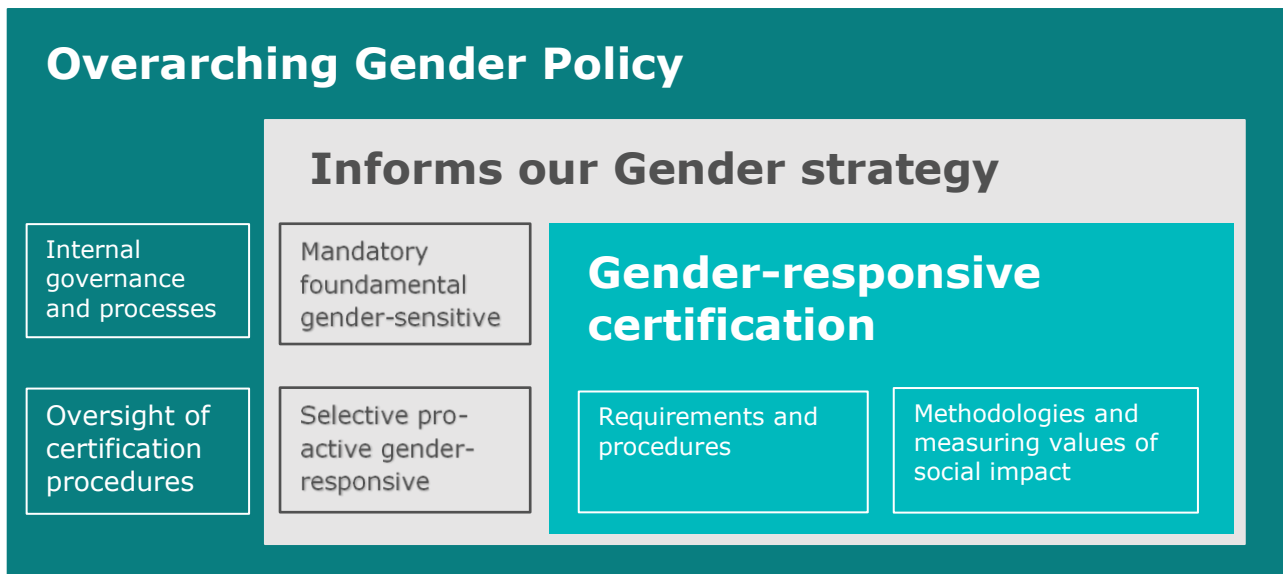 Overarching Gender Policy
Informs our Gender strategy
Internal
governance
and processes
Mandatory
foundamental
gender-sensitive
Gender-responsive
certification
Oversight of
certification
procedures
Selective pro-
active gender-
responsive
Requirements and
procedures
Methodologies and
measuring values of
social impact